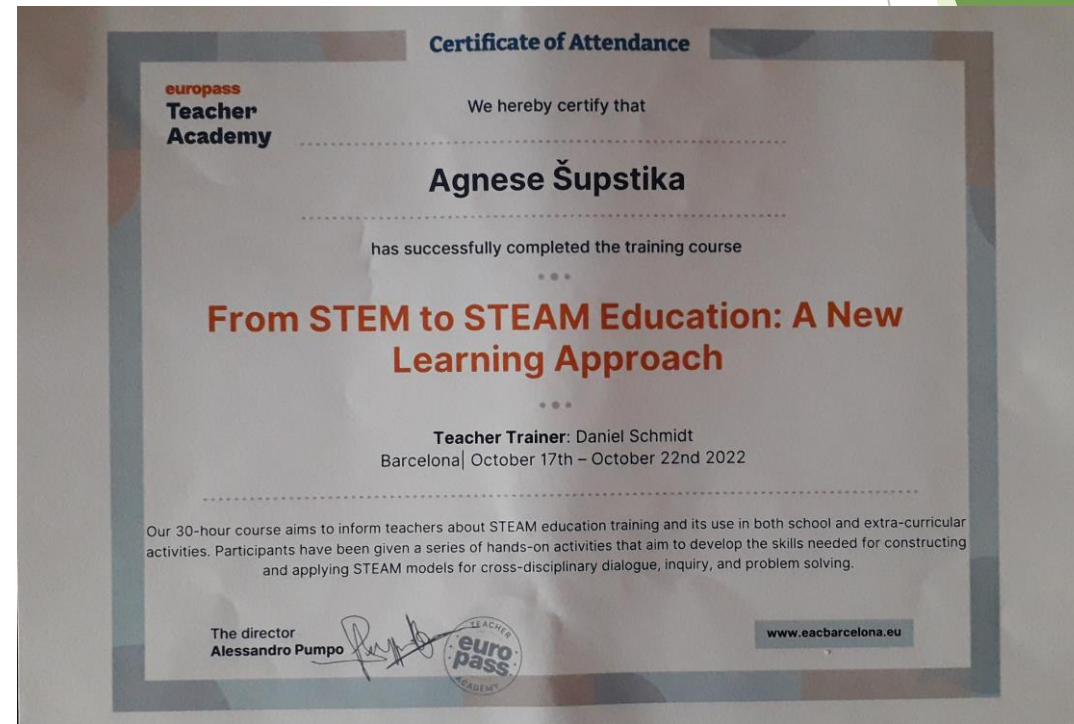 Certificate of Attendance
europass
Teacher
Academy
We hereby certify that
Agnese Šupstika
has successfully completed the training course
From STEM to STEAM Education: A New
Learning Approach
Teacher Trainer: Daniel Schmidt
Barcelona| October 17th – October 22nd 2022
Our 30-hour course aims to inform teachers about STEAM education training and its use in both school and extra-curricular
activities. Participants have been given a series of hands-on activities that aim to develop the skills needed for constructing
and applying STEAM models for cross-disciplinary dialogue, inquiry, and problem solving.
The director
Alessandro Pumpo
TEACHER
euro
pass
ACADEMY
www.eacbarcelona.eu